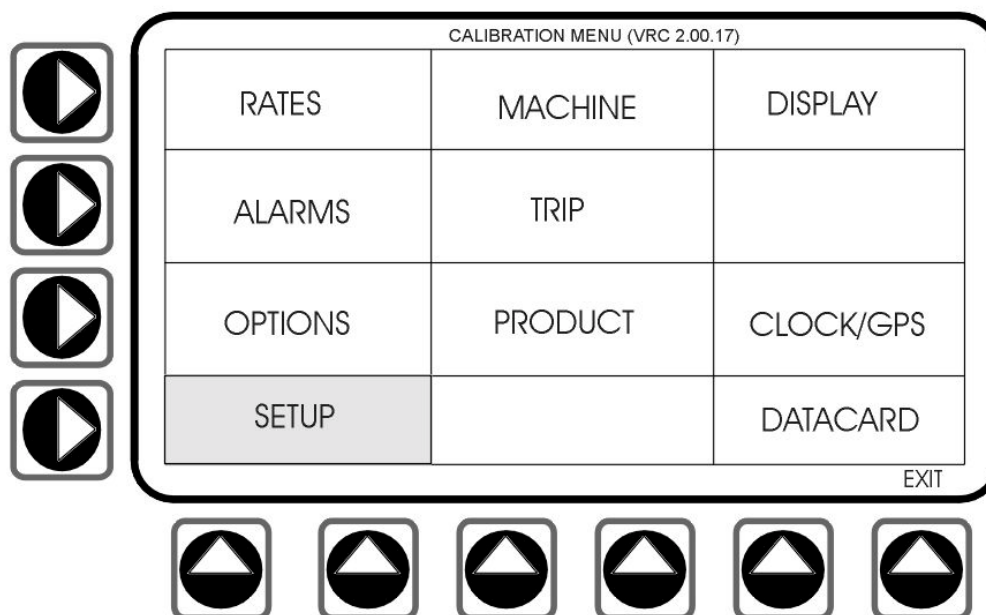 CALIBRATION MENU (VRC 2.00.17)
RATES MACHINE DISPLAY
ALARMS TRIP
OPTIONS PRODUCT CLOCK/GPS
SETUP DATACARD
EXIT